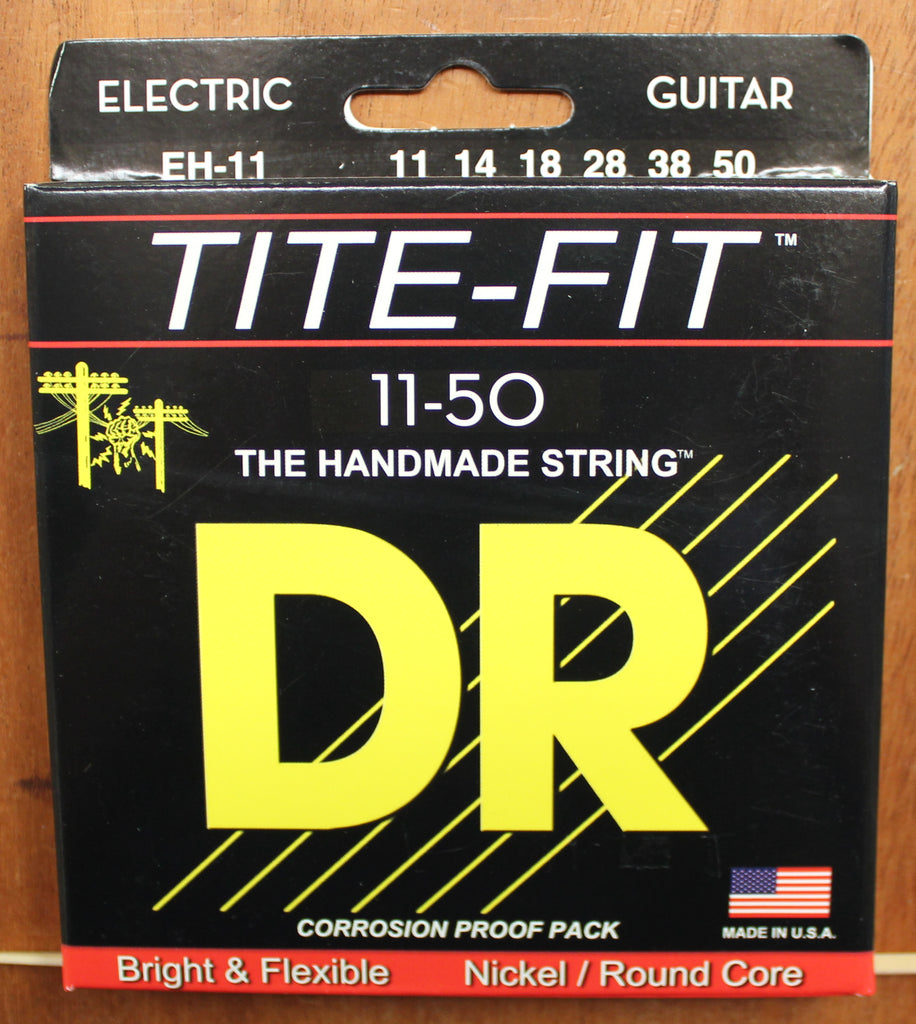 ELECTRIC GUITAR
EH-11 11 14 18 28 38 50
TITE-FIT™
11-50
THE HANDMADE STRING™
DR
CORROSION PROOF PACK
MADE IN U.S.A.
Bright & Flexible Nickel / Round Core